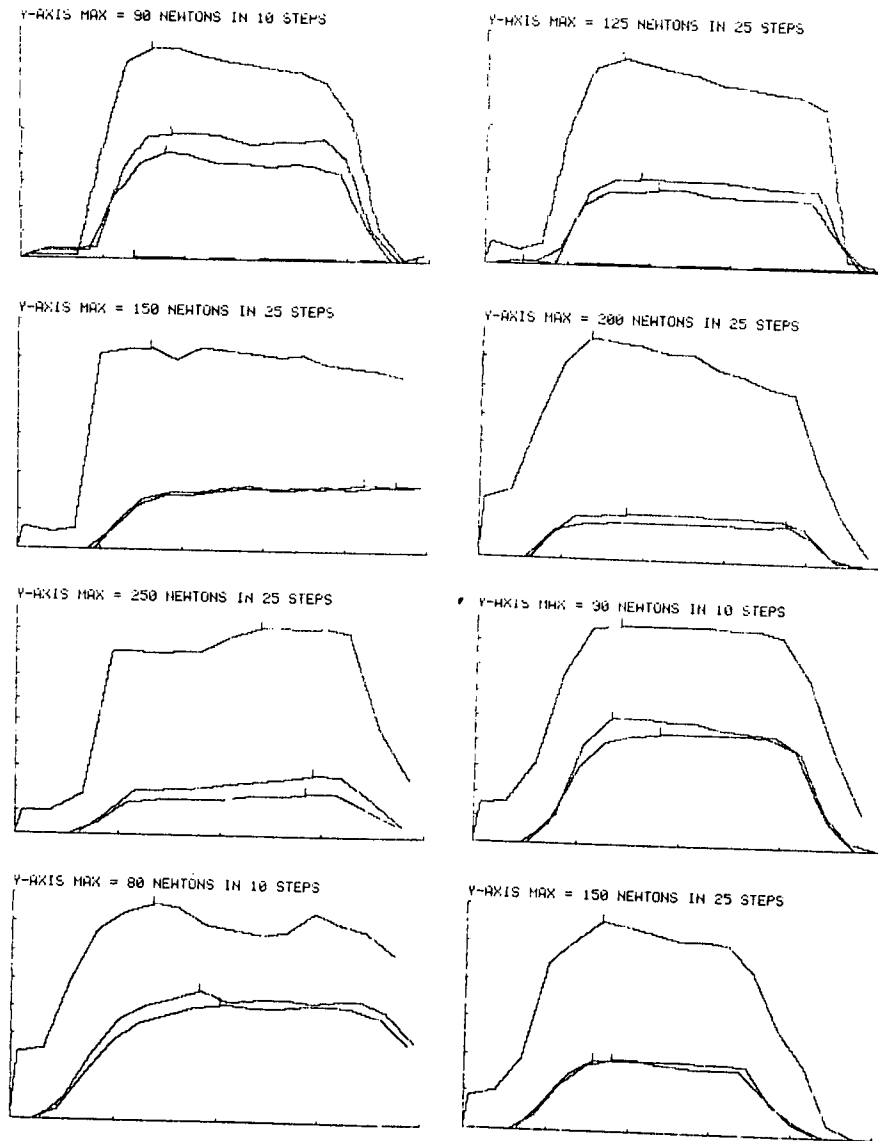 Y-AXIS MAX = 90 NEWTONS IN 10 STEPS
Y-AXIS MAX = 125 NEWTONS IN 25 STEPS
Y-AXIS MAX = 150 NEWTONS IN 25 STEPS
Y-AXIS MAX = 200 NEWTONS IN 25 STEPS
Y-AXIS MAX = 250 NEWTONS IN 25 STEPS
Y-AXIS MAX = 90 NEWTONS IN 10 STEPS
Y-AXIS MAX = 80 NEWTONS IN 10 STEPS
Y-AXIS MAX = 150 NEWTONS IN 25 STEPS